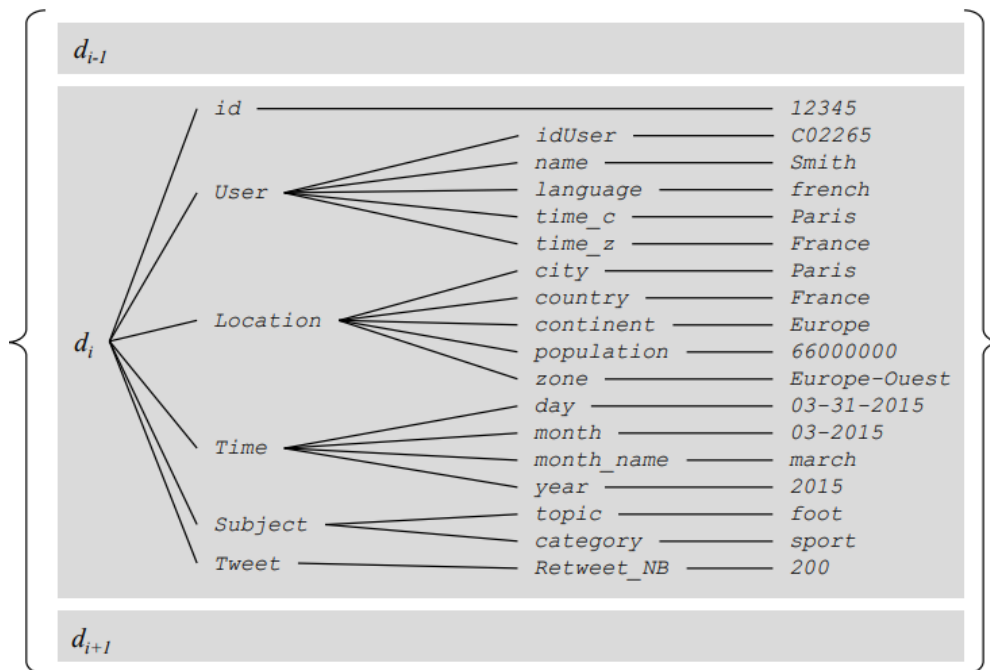 d_{i-1}
id 12345
idUser C02265
name Smith
User language french
time_c Paris
time_z France
city Paris
country France
Location continent Europe
d_i population 66000000
zone Europe-Ouest
day 03-31-2015
month 03-2015
Time month_name march
year 2015
Subject topic foot
category sport
Tweet Retweet_NB 200
d_{i+1}